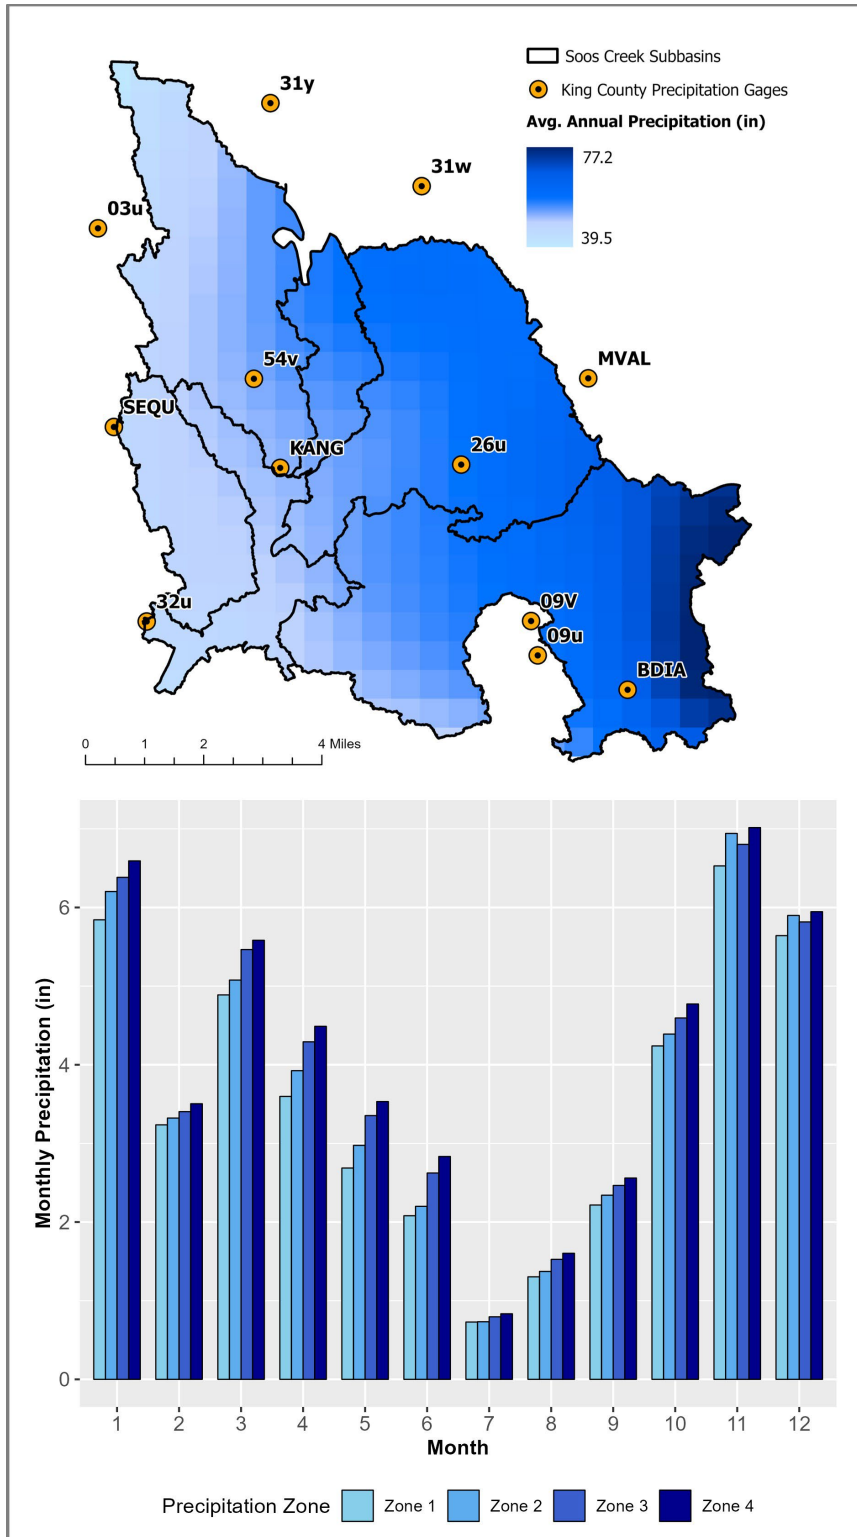 Soos Creek Subbasins
King County Precipitation Gages
Avg. Annual Precipitation (in)
77.2
39.5
31y
31w
03u
54v
MVAL
SEQU
KANG
26u
32u
09V
09u
BDIA
0 1 2 4 Miles
Monthly Precipitation (in)
6
4
2
0
1 2 3 4 5 6 7 8 9 10 11 12
Month
Precipitation Zone Zone 1 Zone 2 Zone 3 Zone 4